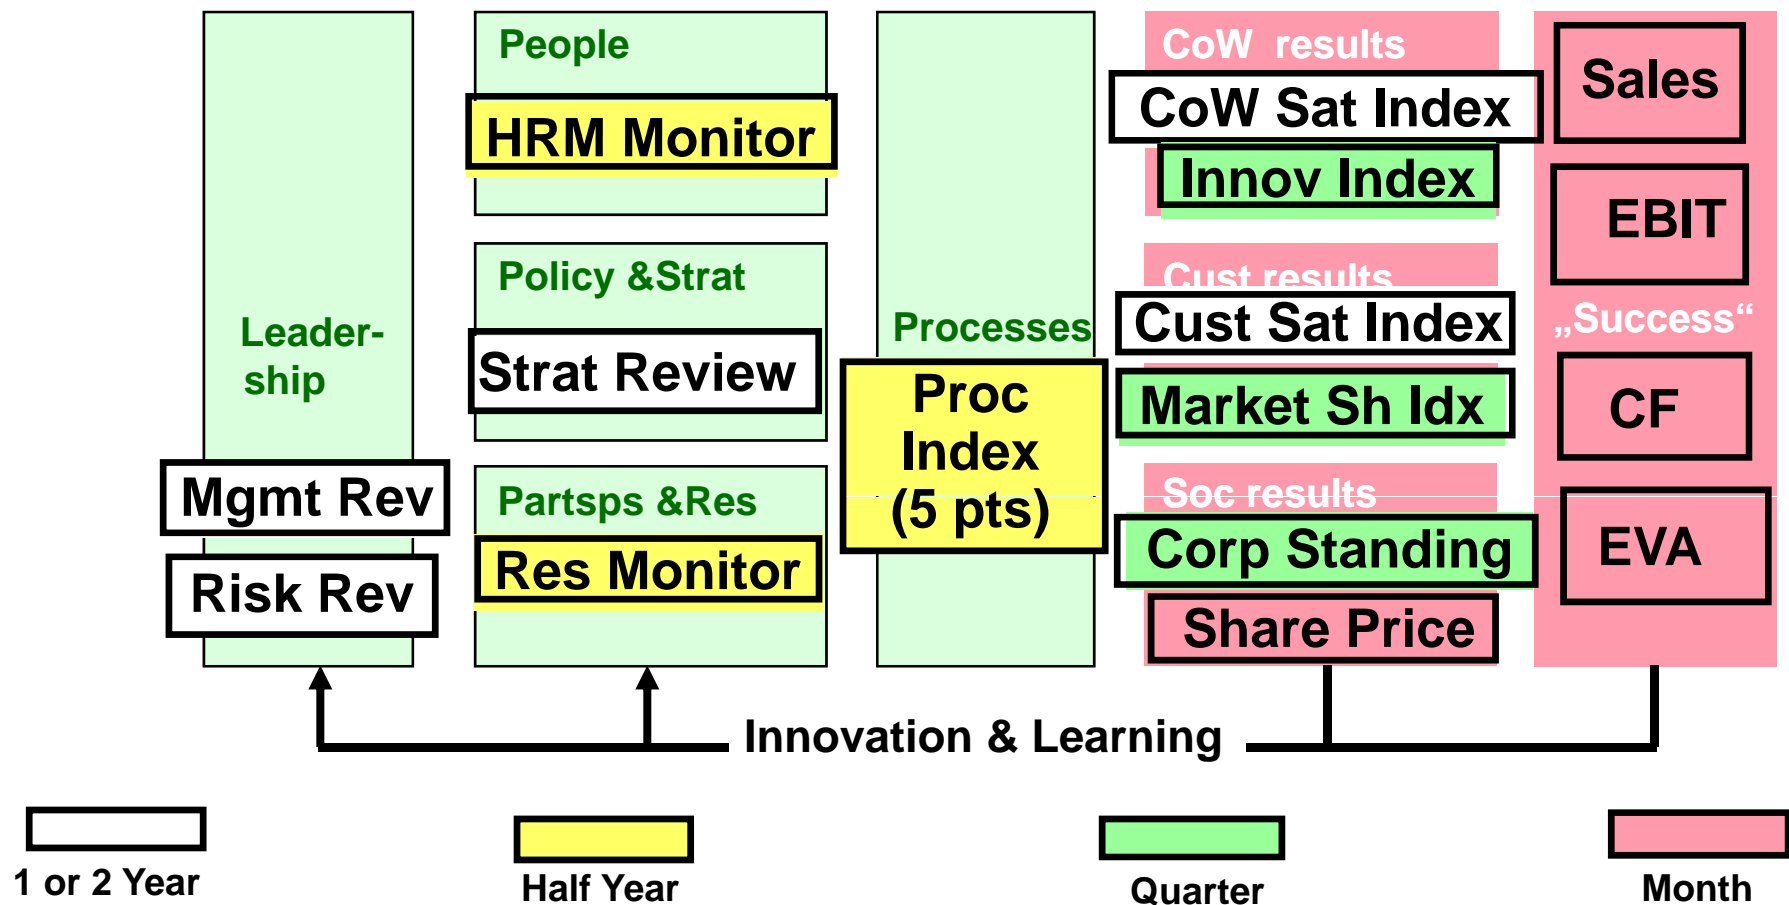 People
HRM Monitor
Policy &Strat
Strat Review
Partsps &Res
Res Monitor
Leader-
ship
Mgmt Rev
Risk Rev
Processes
Proc
Index
(5 pts)
CoW results
CoW Sat Index
Innov Index
Cust results
Cust Sat Index
Market Sh Idx
Soc results
Corp Standing
Share Price
Sales
EBIT
„Success“
CF
EVA
Innovation & Learning
1 or 2 Year
Half Year
Quarter
Month